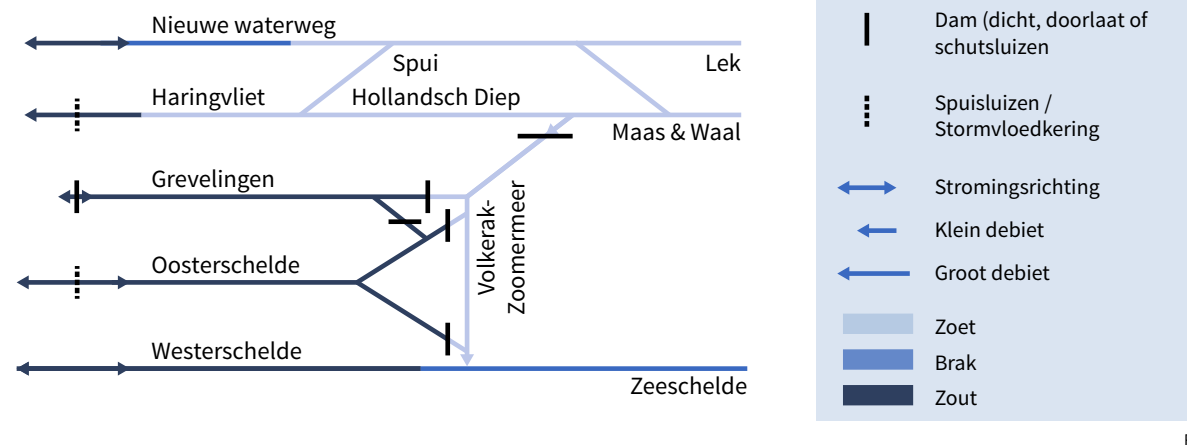 Nieuwe waterweg
Spui
Lek
Haringvliet
Hollandsch Diep
Maas & Waal
Grevelingen
Volkerak-
Zoomermeer
Oosterschelde
Westerschelde
Zeeschelde
Dam (dicht, doorlaat of
schutsluizen
Spuisluizen /
Stormvloedkering
Stromingsrichting
Klein debiet
Groot debiet
Zoet
Brak
Zout